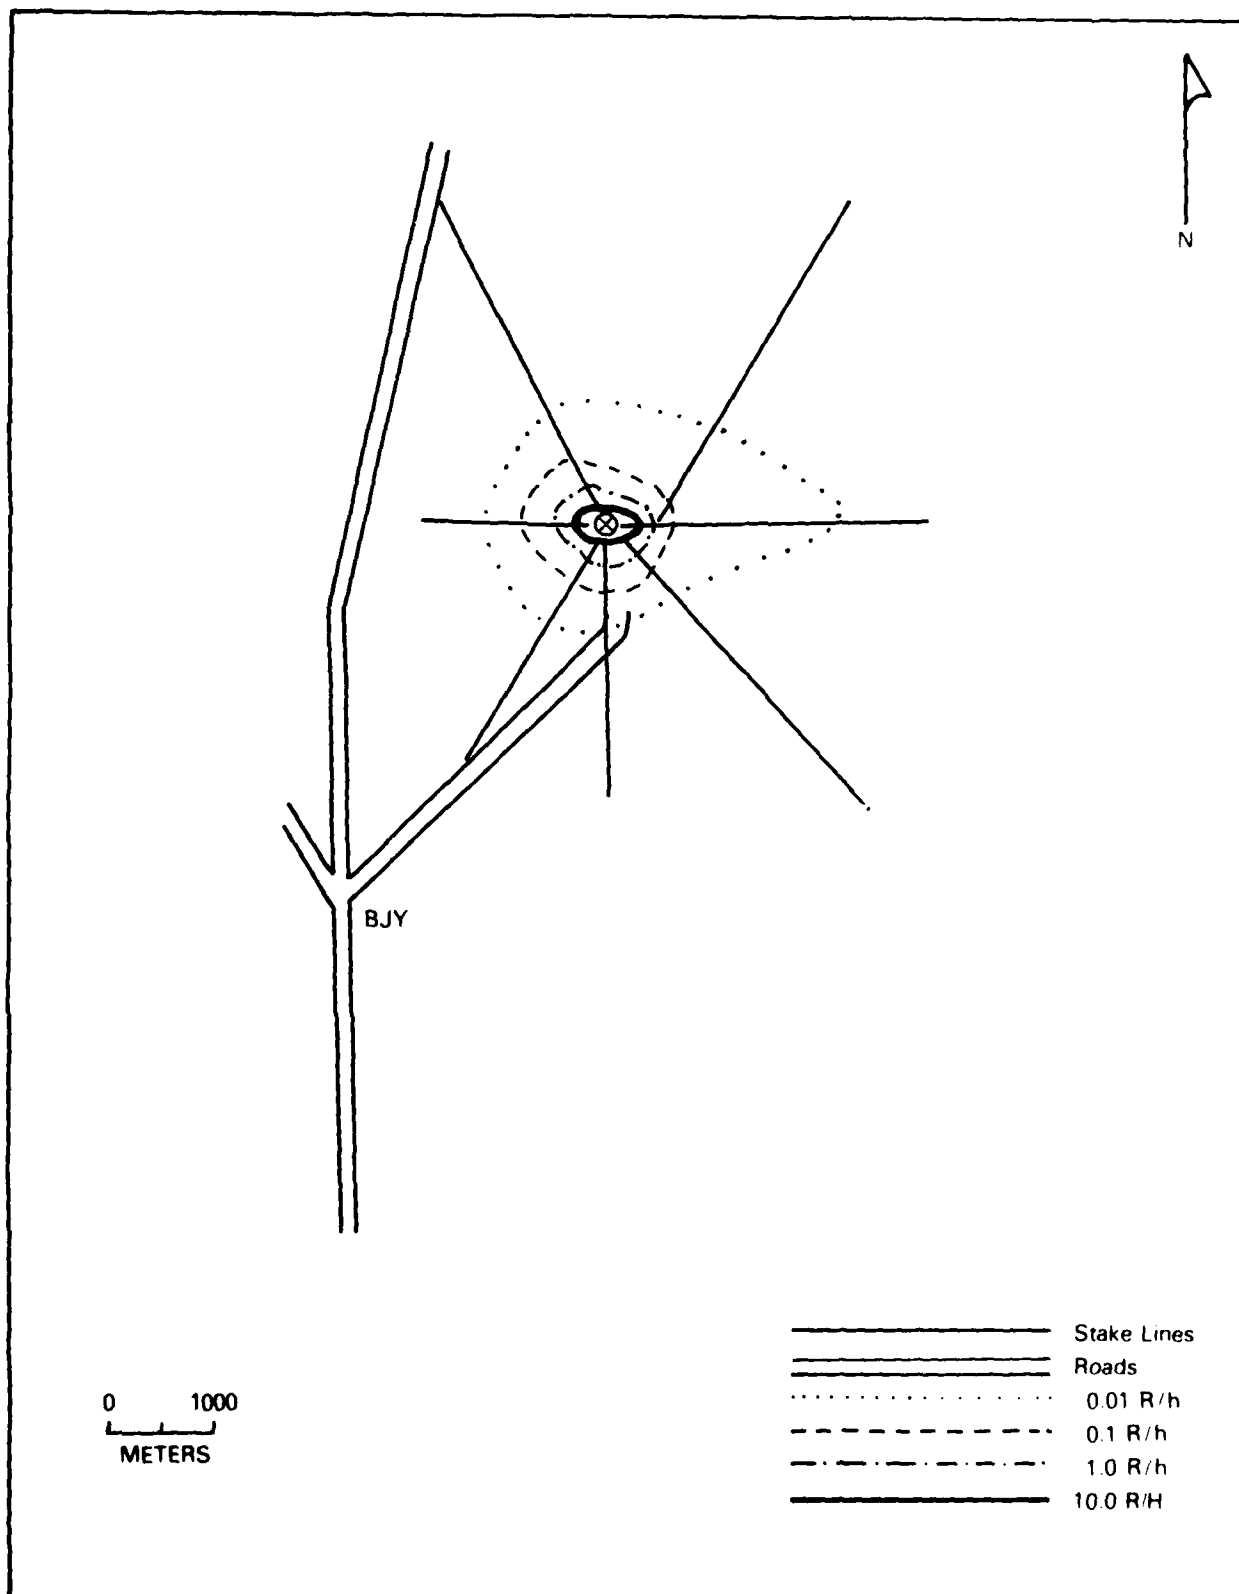 N
BJY
Stake Lines
Roads
0.01 R/h
0.1 R/h
1.0 R/h
10.0 R/H
0 1000
METERS